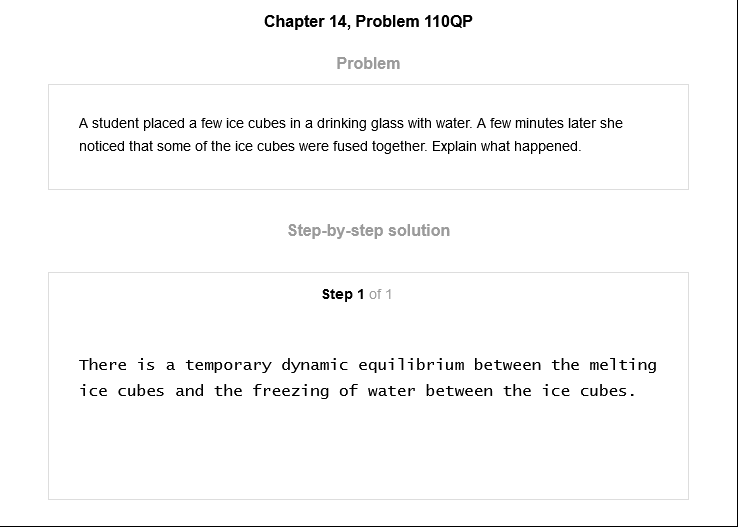 Chapter 14, Problem 110QP
Problem
A student placed a few ice cubes in a drinking glass with water. A few minutes later she
noticed that some of the ice cubes were fused together. Explain what happened.
Step-by-step solution
Step 1 of 1
There is a temporary dynamic equilibrium between the melting
ice cubes and the freezing of water between the ice cubes.